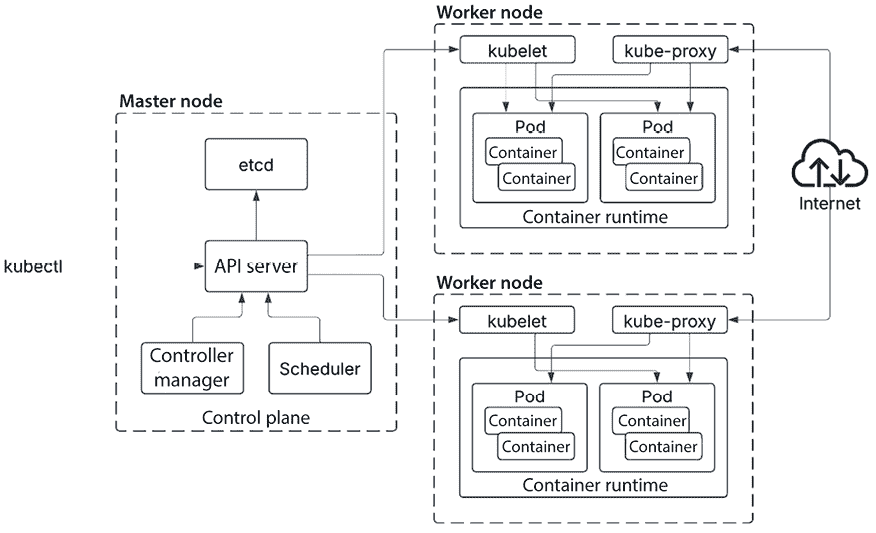 Worker node
kubelet
kube-proxy
Pod
Container
Container
Pod
Container
Container
Container runtime
Master node
etcd
API server
kubectl
Controller
manager
Scheduler
Control plane
Internet
Worker node
kubelet
kube-proxy
Pod
Container
Container
Pod
Container
Container
Container runtime